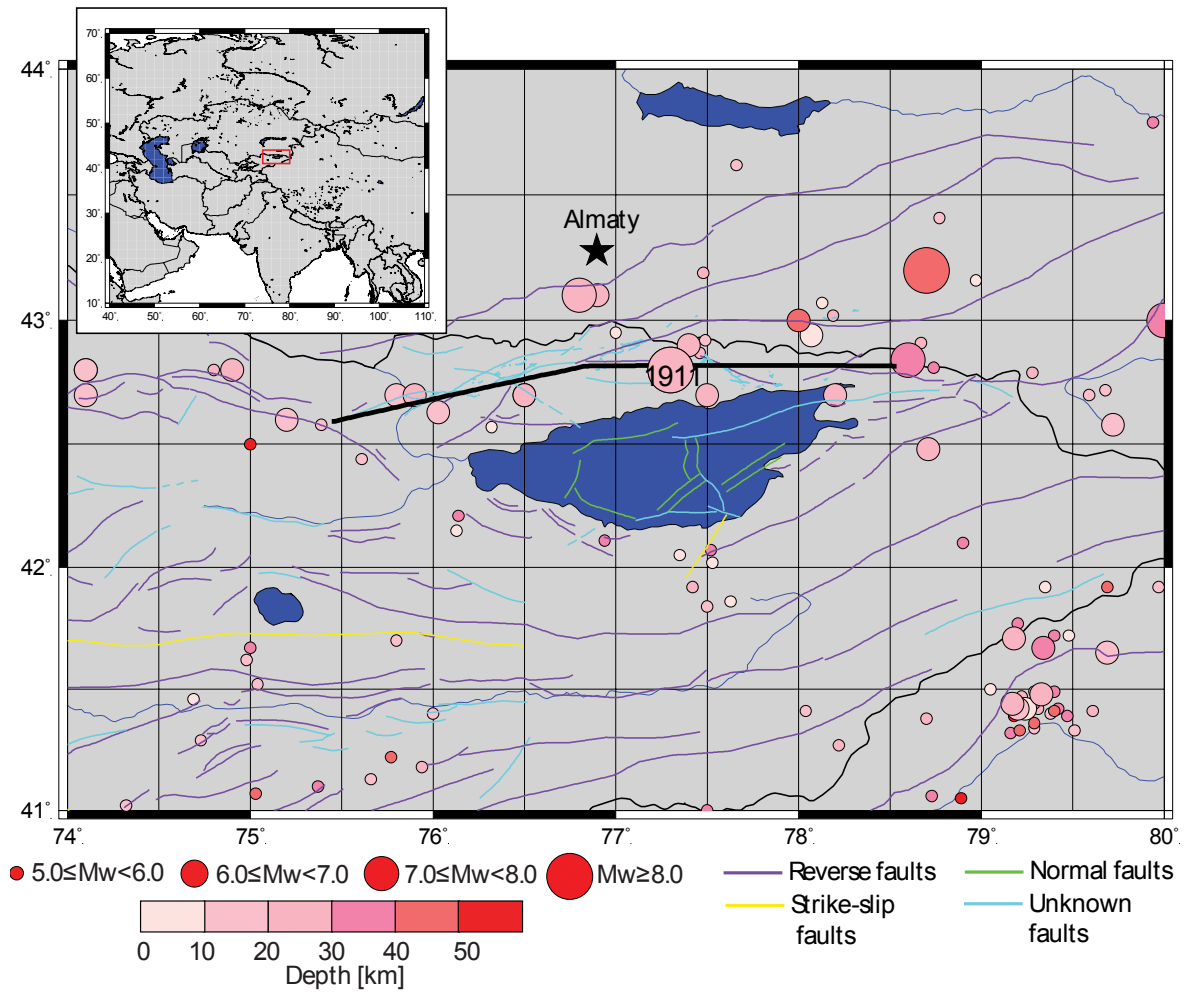 70°
60°
50°
40°
30°
20°
10°
40° 50° 60° 70° 80° 90° 100° 110°
44°
43°
42°
41°
Almaty
1911
74° 75° 76° 77° 78° 79° 80°
5.0≤Mw<6.0 6.0≤Mw<7.0 7.0≤Mw<8.0 Mw≥8.0
0 10 20 30 40 50
Depth [km]
Reverse faults Normal faults
Strike-slip Unknown
faults faults